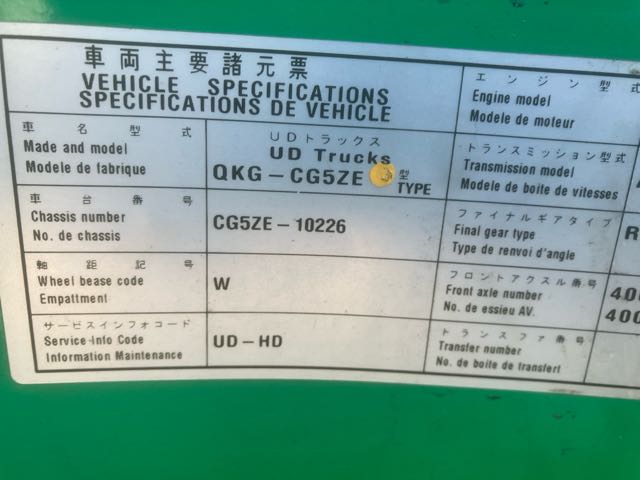 車両主要諸元票
VEHICLE SPECIFICATIONS
SPECIFICATIONS DE VEHICLE
車名型式
Made and model
Modele de fabrique
UDトラックス
UD Trucks
QKG-CG5ZE 型
TYPE
車台番号
Chassis number
No. de chassis
CG5ZE-10226
軸距記号
Wheel bease code
Empattment
W
サービスインフォコード
Service-Info Code
Information Maintenance
UD-HD
エンジン型式
Engine model
Modele de moteur
トランスミッション型式
Transmission model
Modele de boite de vitesses
ファイナルギアタイプ
Final gear type
Type de renvoi d'angle
R
フロントアクスル番号
Front axle number
No. de essieu AV.
400
400
トランスファ番号
Transfer number
No. de boite de transfert